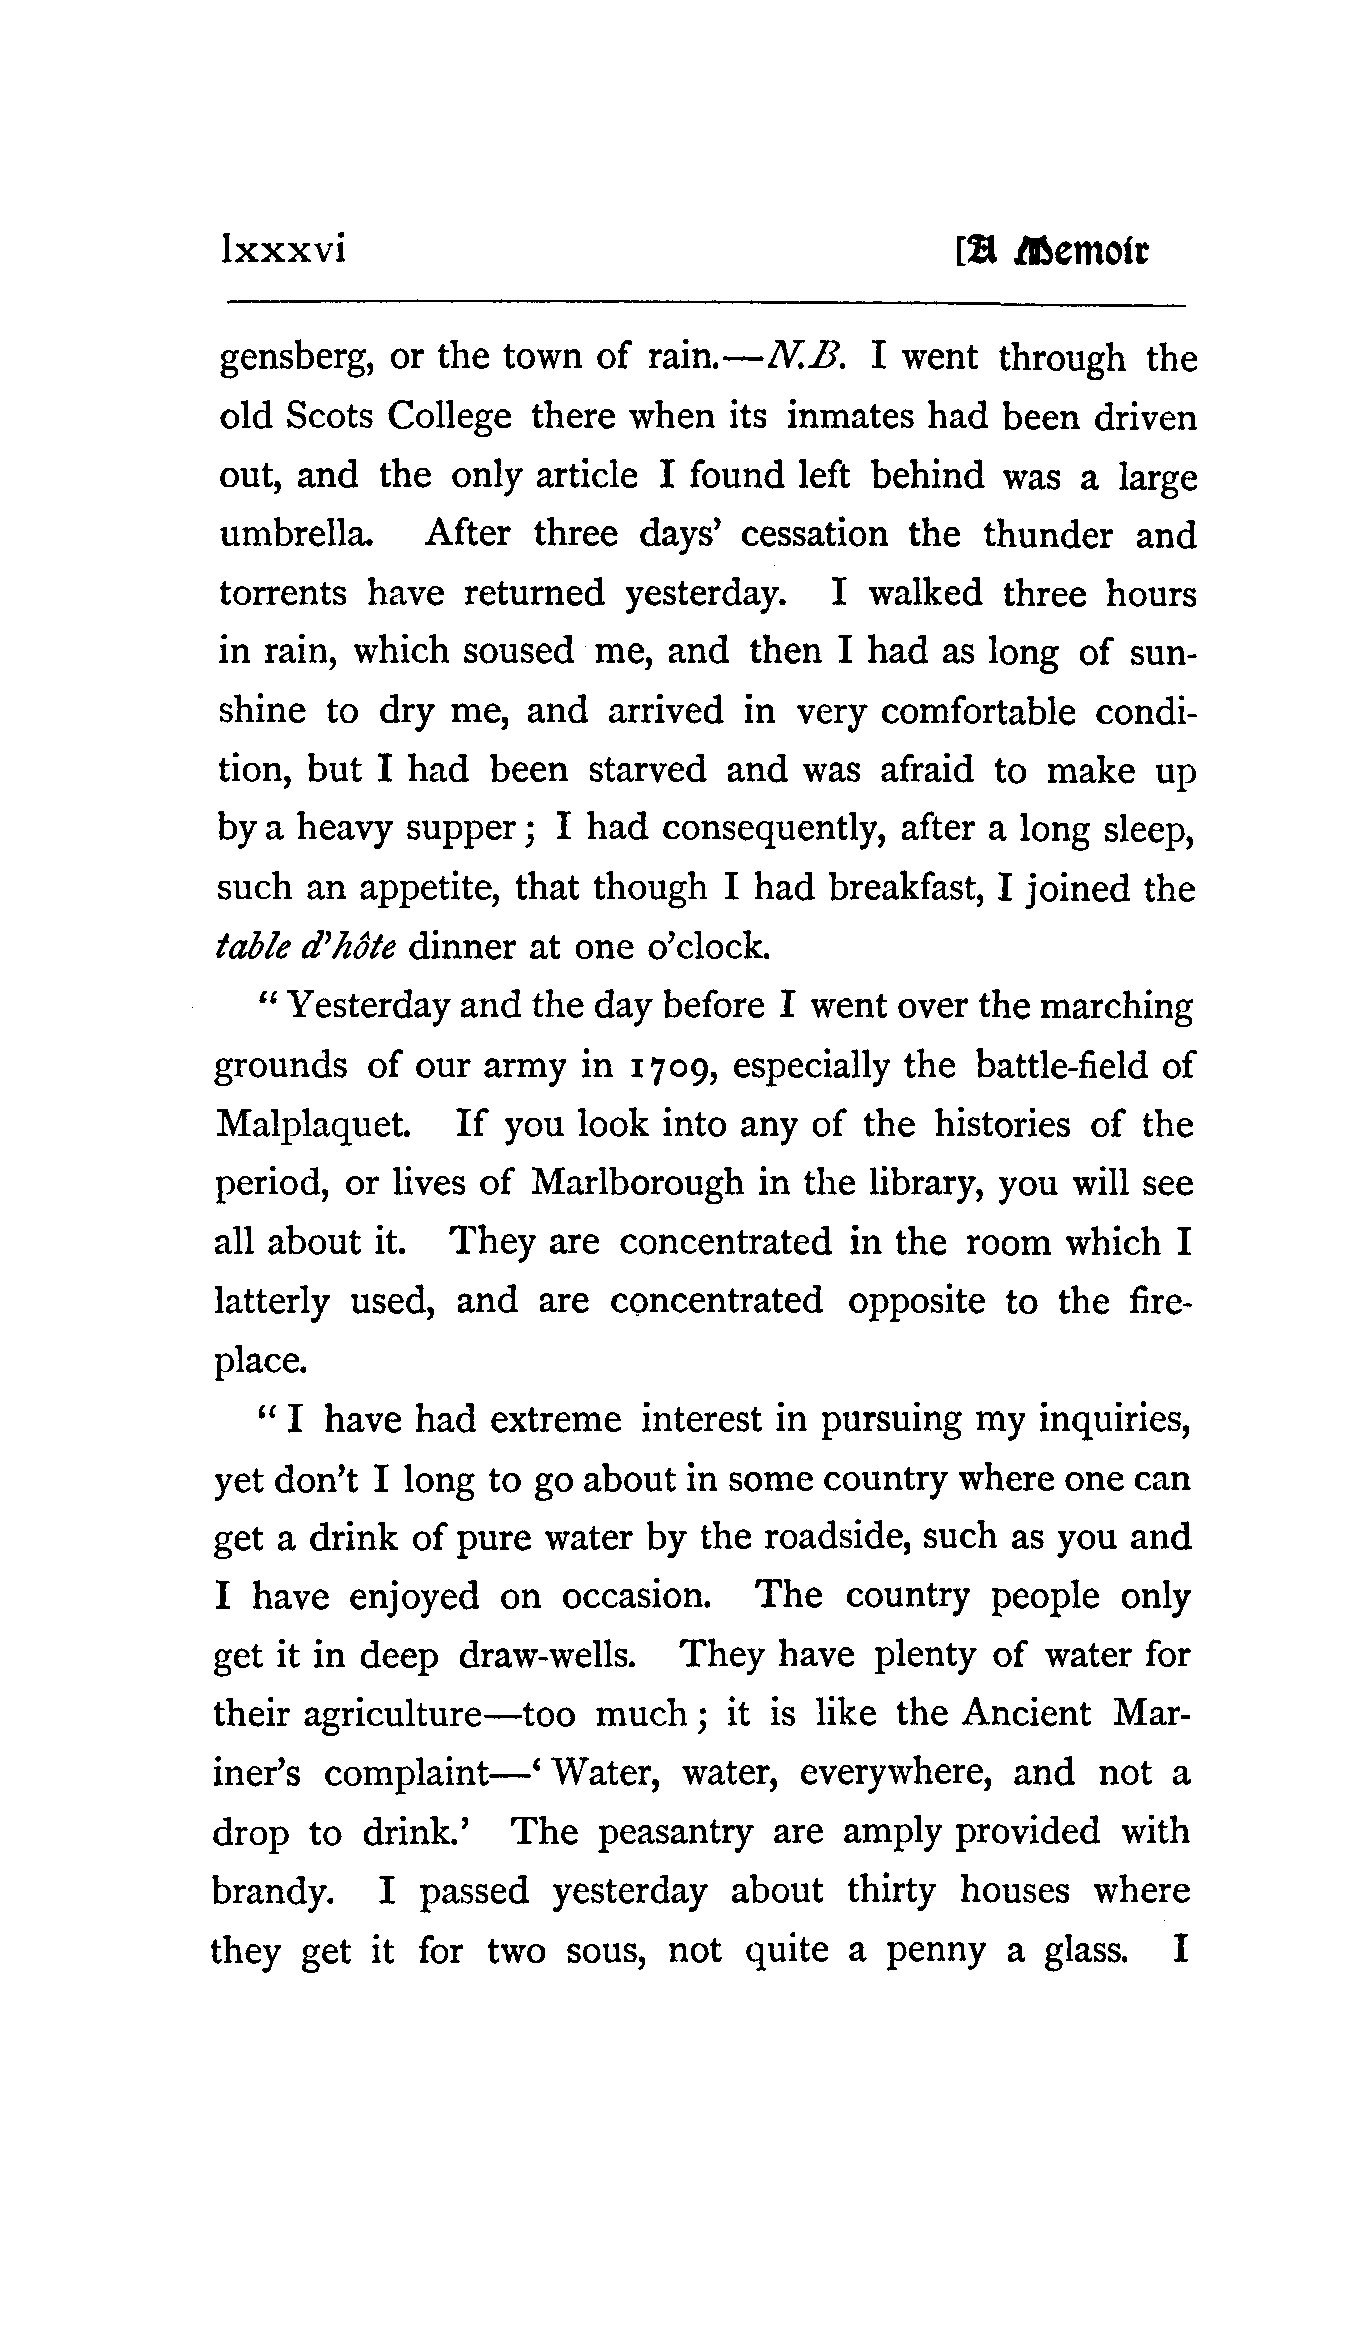 lxxxvi [A Memoir
gensberg, or the town of rain.—N.B. I went through the
old Scots College there when its inmates had been driven
out, and the only article I found left behind was a large
umbrella. After three days’ cessation the thunder and
torrents have returned yesterday. I walked three hours
in rain, which soused me, and then I had as long of sun-
shine to dry me, and arrived in very comfortable condi-
tion, but I had been starved and was afraid to make up
by a heavy supper ; I had consequently, after a long sleep,
such an appetite, that though I had breakfast, I joined the
table d’hôte dinner at one o’clock.
“ Yesterday and the day before I went over the marching
grounds of our army in 1709, especially the battle-field of
Malplaquet. If you look into any of the histories of the
period, or lives of Marlborough in the library, you will see
all about it. They are concentrated in the room which I
latterly used, and are concentrated opposite to the fire-
place.
“ I have had extreme interest in pursuing my inquiries,
yet don’t I long to go about in some country where one can
get a drink of pure water by the roadside, such as you and
I have enjoyed on occasion. The country people only
get it in deep draw-wells. They have plenty of water for
their agriculture—too much ; it is like the Ancient Mar-
iner’s complaint—‘ Water, water, everywhere, and not a
drop to drink.’ The peasantry are amply provided with
brandy. I passed yesterday about thirty houses where
they get it for two sous, not quite a penny a glass. I